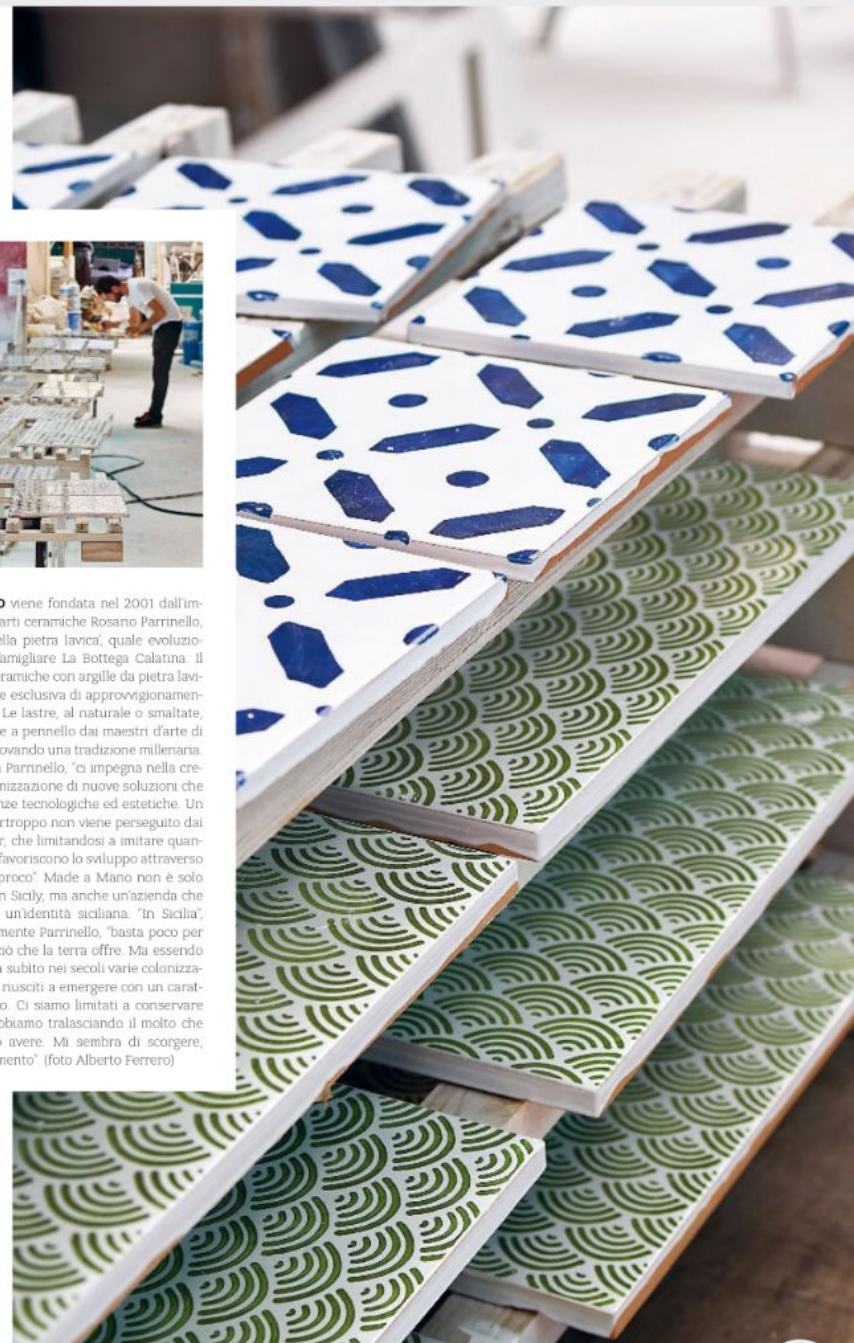 O viene fondata nel 2001 dall'im-
arti ceramiche Rosario Parrinello,
ella pietra lavica', quale evoluzio-
famigliare La Bottega Calatina. Il
eramiche con argille da pietra lavi-
e esclusiva di approvvigionamen-
Le lastre, al naturale o smaltate,
e a pennello dai maestri d'arte di
ovando una tradizione millenaria.
Parrinello, "ci impegna nella cre-
nizzazione di nuove soluzioni che
nze tecnologiche ed estetiche. Un
rtroppo non viene perseguito dai
r, che limitandosi a imitare quan-
favoriscono lo sviluppo attraverso
proco". Made a Mano non è solo
n Sicily, ma anche un'azienda che
un'identità siciliana. "In Sicilia",
mente Parrinello, "basta poco per
ciò che la terra offre. Ma essendo
a subìto nei secoli varie colonizza-
riusciti a emergere con un carat-
o. Ci siamo limitati a conservare
obiamo tralasciando il molto che
o avere. Mi sembra di scorgere,
mento". (foto Alberto Ferrero)